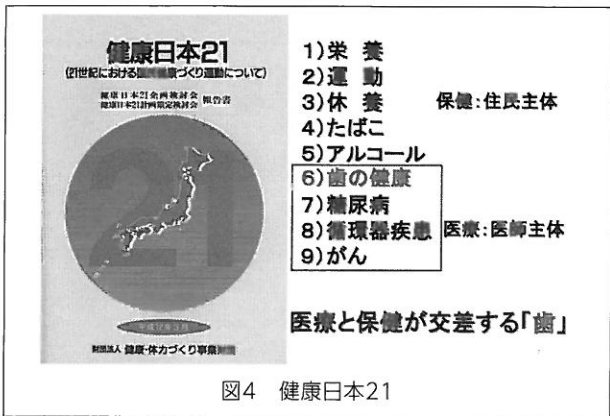 健康日本21
(21世紀における国民健康づくり運動について)
健康日本21企画検討会
健康日本21計画策定検討会 報告書
21
平成12年3月
財団法人 健康・体力づくり事業財団
1)栄 養
2)運 動
3)休 養 保健:住民主体
4)たばこ
5)アルコール
6)歯の健康
7)糖尿病
8)循環器疾患 医療:医師主体
9)がん
医療と保健が交差する「歯」
図4 健康日本21